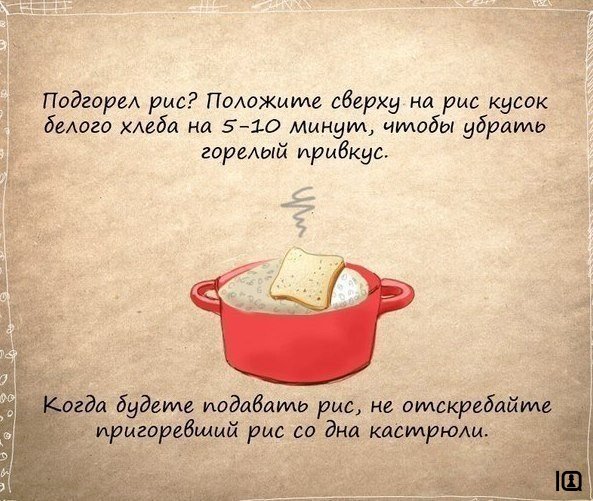 Подгорел рис? Положите сверху на рис кусок
белого хлеба на 5-10 минут, чтобы убрать
горелый привкус.
Когда будете подавать рис, не отскребайте
пригоревший рис со дна кастрюли.